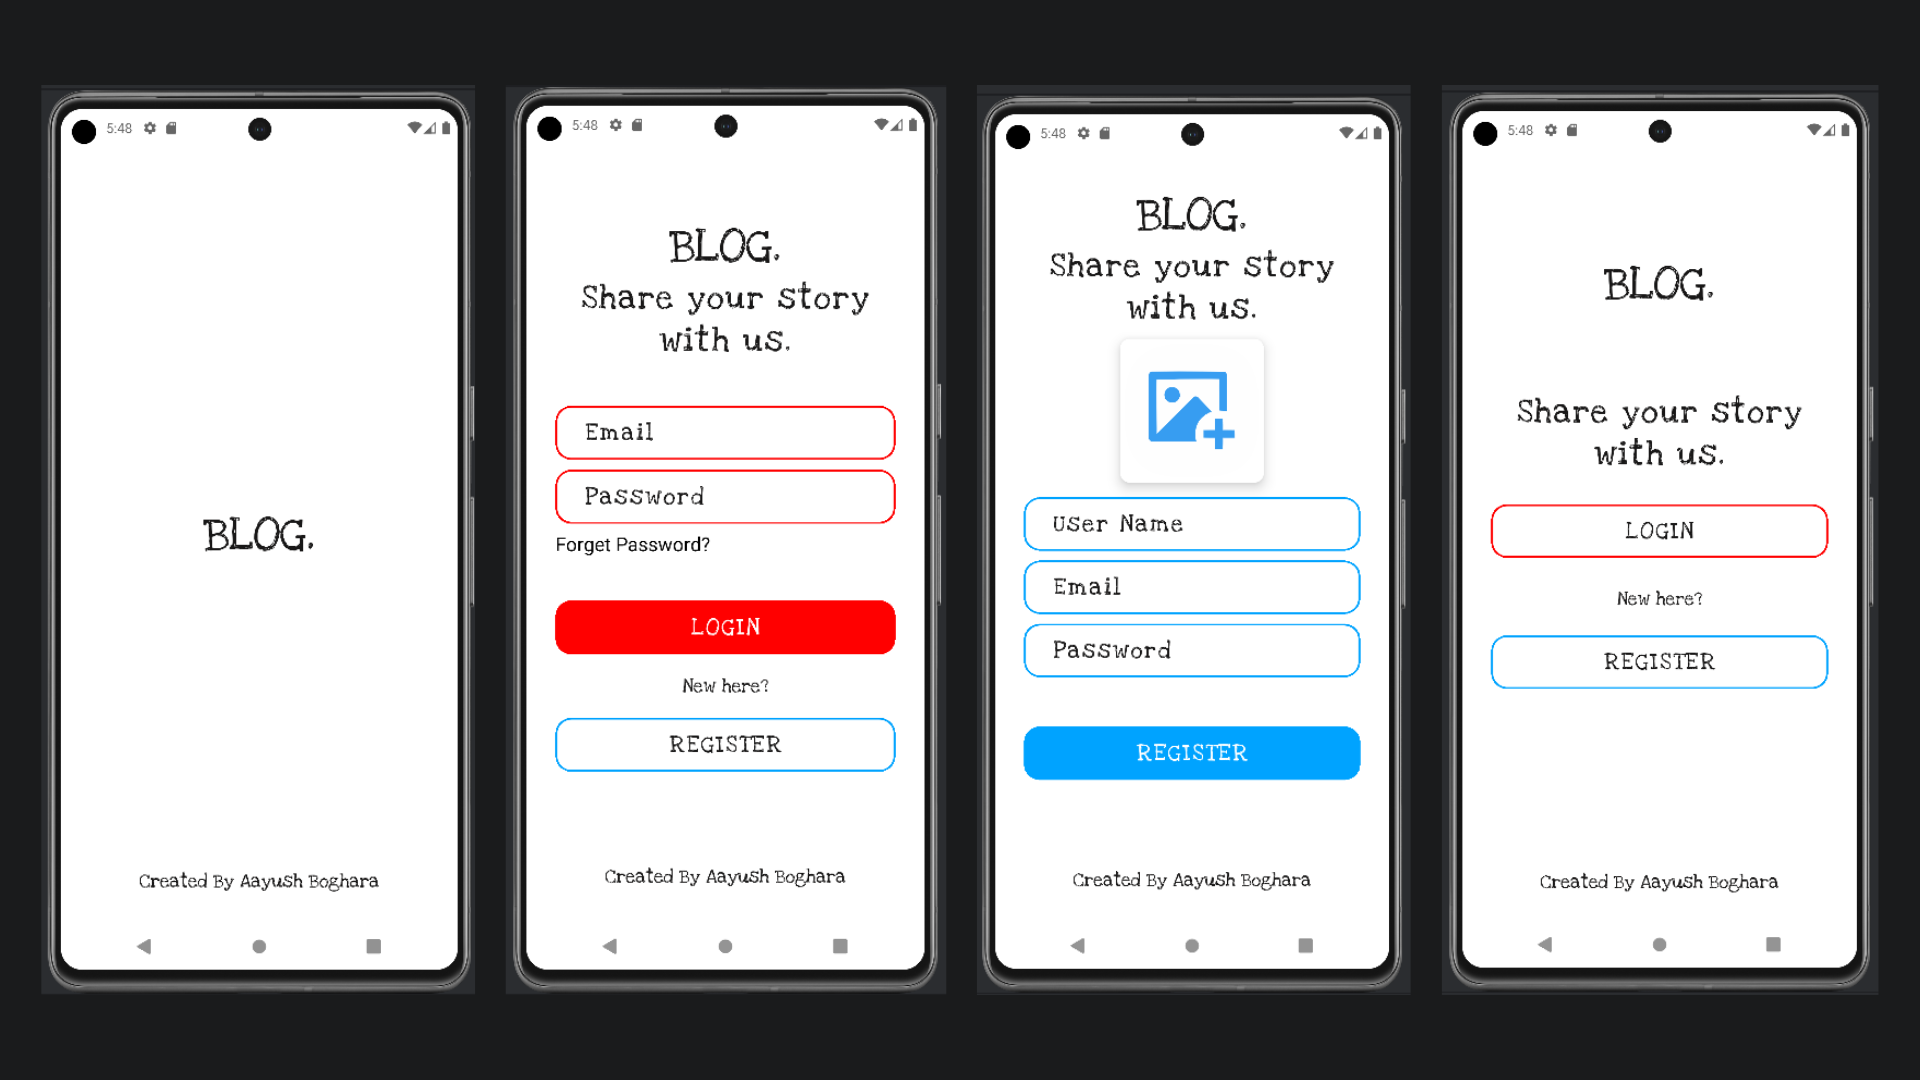 5:48
BLOG.
Created By Aayush Boghara
5:48
BLOG.
Share your story
with us.
Email
Password
Forget Password?
LOGIN
New here?
REGISTER
Created By Aayush Boghara
5:48
BLOG.
Share your story
with us.
User Name
Email
Password
REGISTER
Created By Aayush Boghara
5:48
BLOG.
Share your story
with us.
LOGIN
New here?
REGISTER
Created By Aayush Boghara